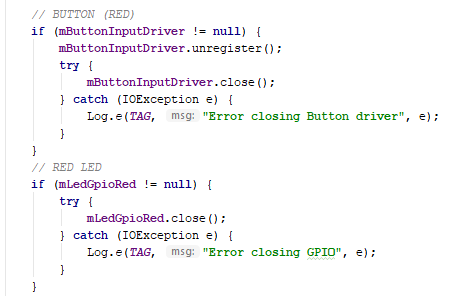 // BUTTON (RED)
if (mButtonInputDriver != null) {
mButtonInputDriver.unregister();
try {
mButtonInputDriver.close();
} catch (IOException e) {
Log.e(TAG, msg: "Error closing Button driver", e);
}
}
// RED LED
if (mLedGpioRed != null) {
try {
mLedGpioRed.close();
} catch (IOException e) {
Log.e(TAG, msg: "Error closing GPIO", e);
}
}